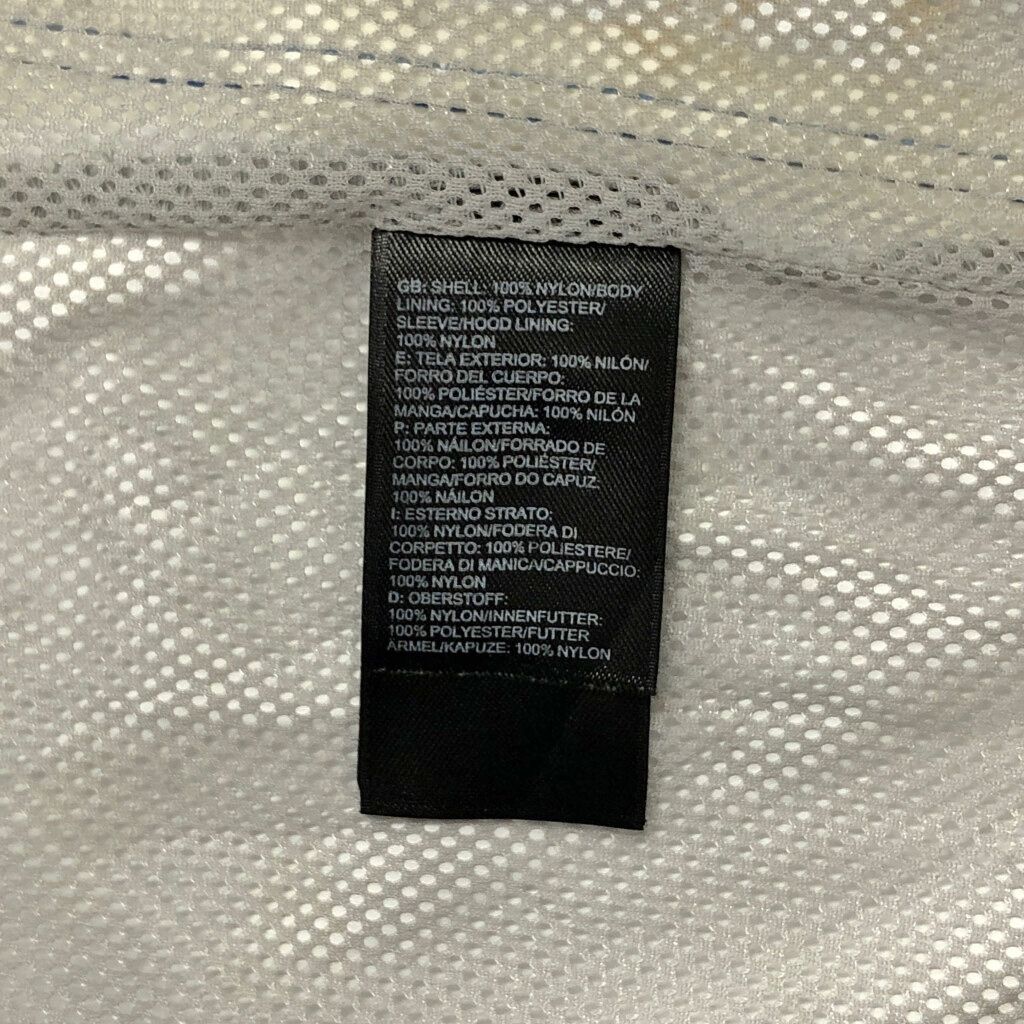 GB: SHELL: 100% NYLON/BODY
LINING: 100% POLYESTER/
SLEEVE/HOOD LINING:
100% NYLON
E: TELA EXTERIOR: 100% NILÓN/
FORRO DEL CUERPO:
100% POLIÉSTER/FORRO DE LA
MANGA/CAPUCHA: 100% NILÓN
P: PARTE EXTERNA:
100% NÁILON/FORRADO DE
CORPO: 100% POLIÉSTER/
MANGA/FORRO DO CAPUZ:
100% NÁILON
I: ESTERNO STRATO:
100% NYLON/FODERA DI
CORPETTO: 100% POLIESTERE/
FODERA DI MANICA/CAPPUCCIO:
100% NYLON
D: OBERSTOFF:
100% NYLON/INNENFUTTER:
100% POLYESTER/FUTTER
ÄRMEL/KAPUZE: 100% NYLON